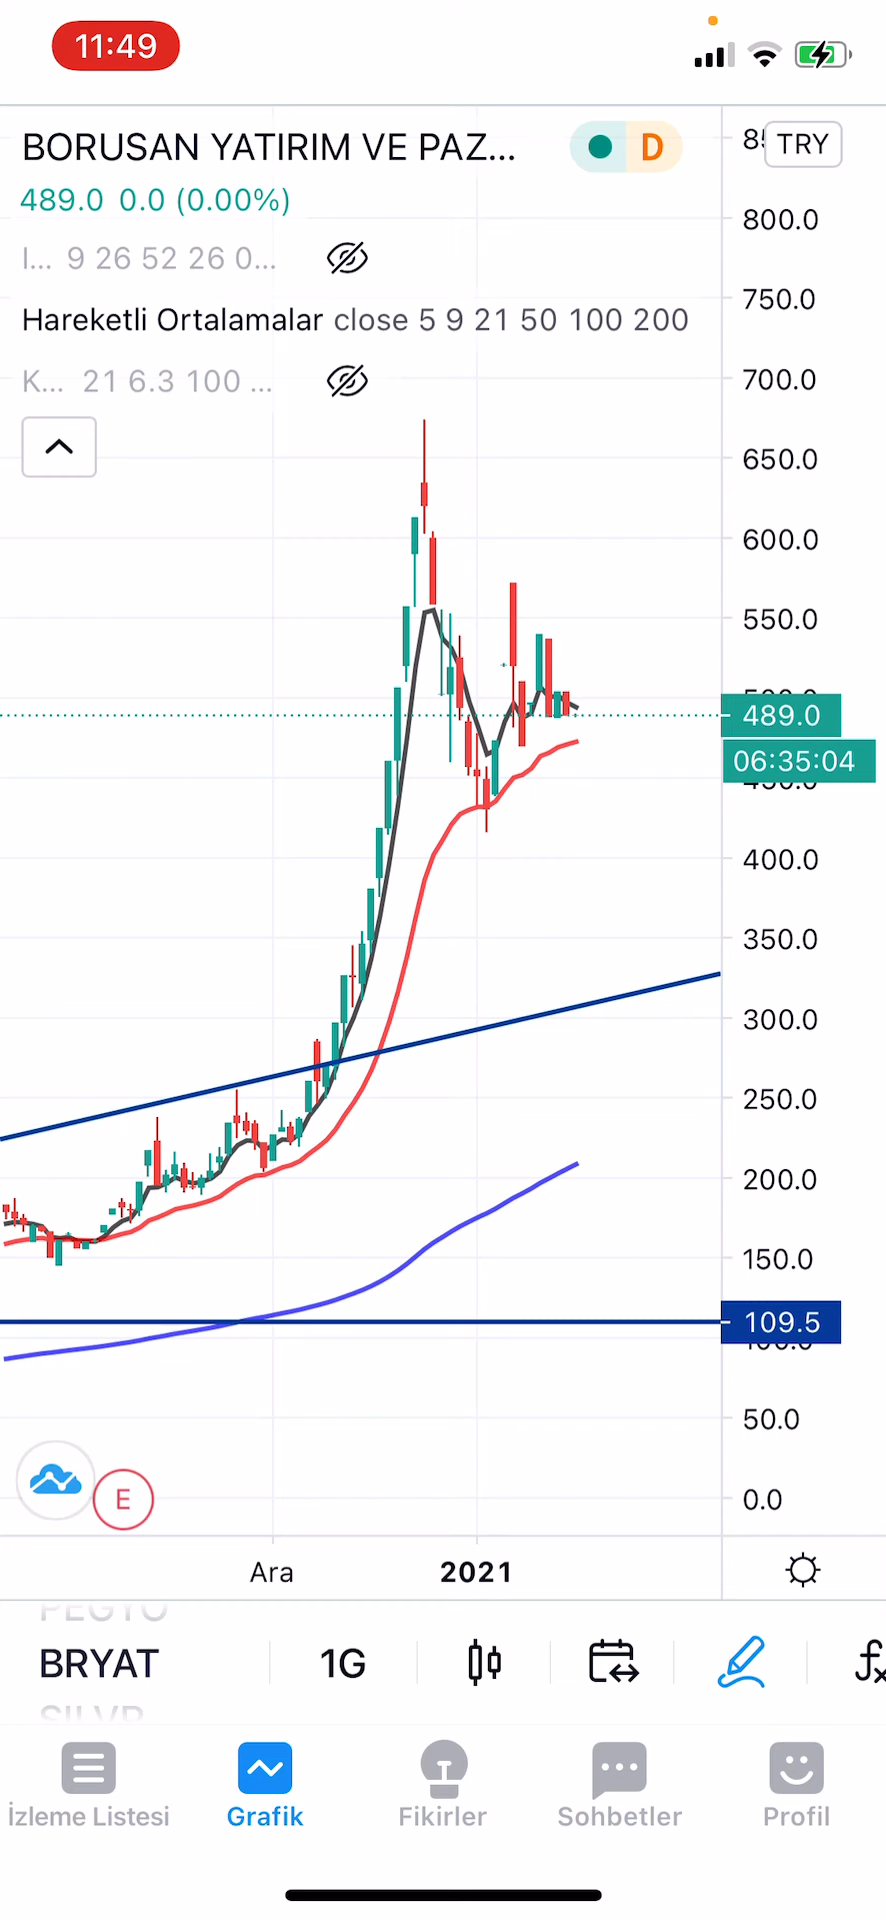 11:49
BORUSAN YATIRIM VE PAZ... D TRY
489.0 0.0 (0.00%)
I... 9 26 52 26 0...
Hareketli Ortalamalar close 5 9 21 50 100 200
K... 21 6.3 100 ...
800.0
750.0
700.0
650.0
600.0
550.0
489.0
06:35:04
400.0
350.0
300.0
250.0
200.0
150.0
109.5
50.0
0.0
E
Ara 2021
PEGYO
BRYAT 1G
SILVR
İzleme Listesi Grafik Fikirler Sohbetler Profil